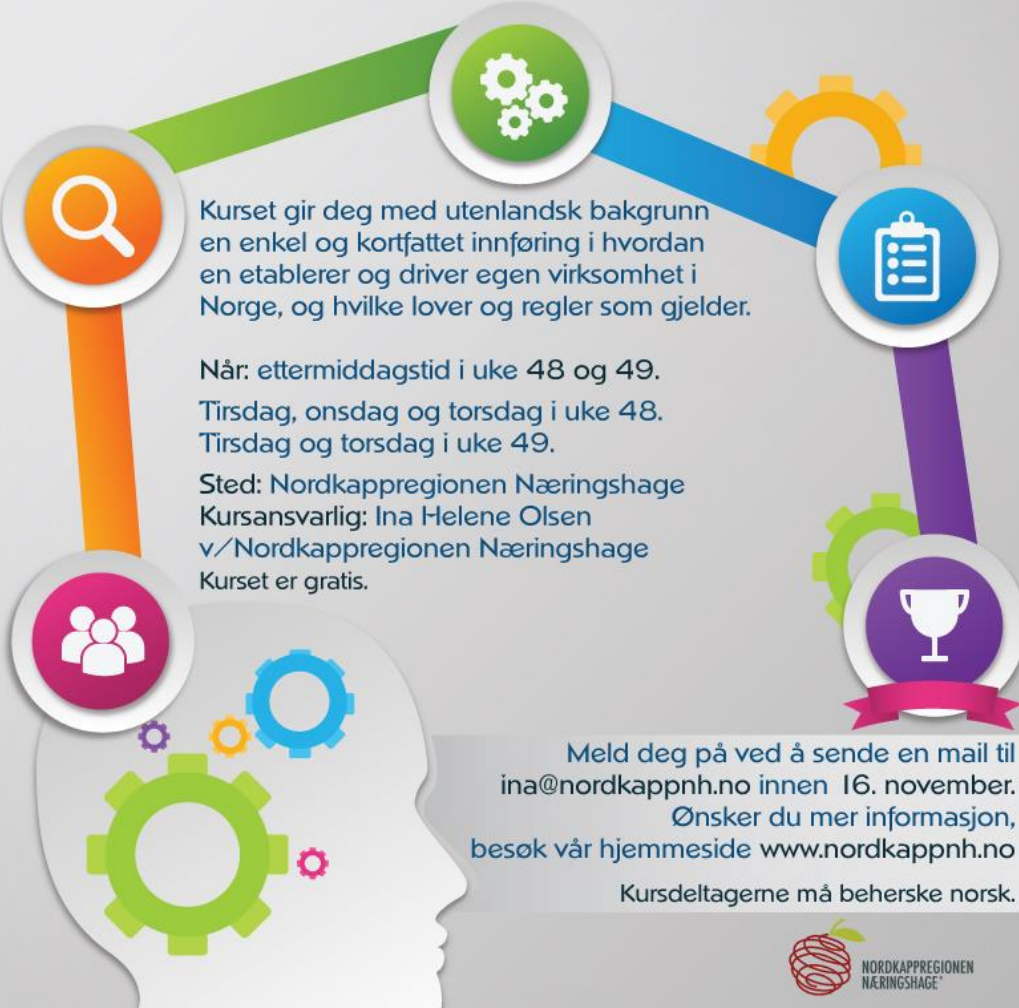 Kurset gir deg med utenlandsk bakgrunn
en enkel og kortfattet innføring i hvordan
en etablerer og driver egen virksomhet i
Norge, og hvilke lover og regler som gjelder.
Når: ettermiddagstid i uke 48 og 49.
Tirsdag, onsdag og torsdag i uke 48.
Tirsdag og torsdag i uke 49.
Sted: Nordkappregionen Næringshage
Kursansvarlig: Ina Helene Olsen
v/Nordkappregionen Næringshage
Kurset er gratis.
Meld deg på ved å sende en mail til
ina@nordkappnh.no innen 16. november.
Ønsker du mer informasjon,
besøk vår hjemmeside www.nordkappnh.no
Kursdeltagerne må beherske norsk.
NORDKAPPREGIONEN
NÆRINGSHAGE